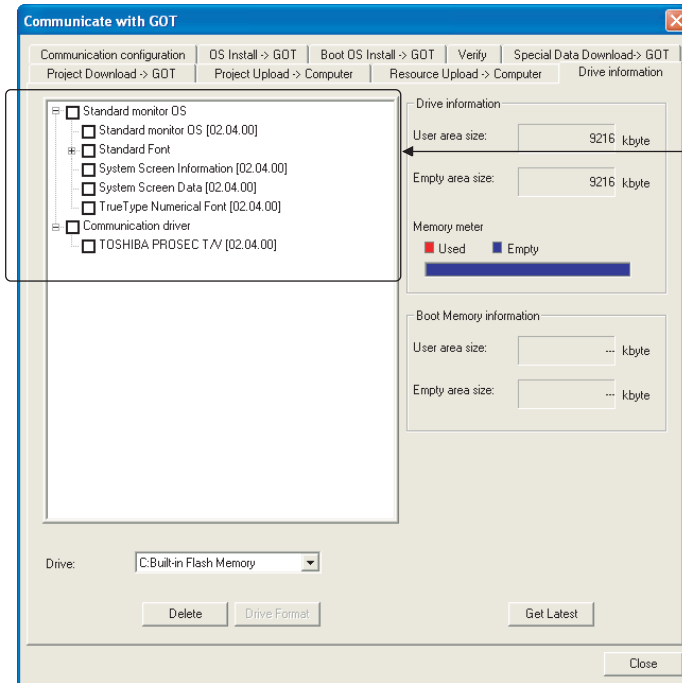 Communicate with GOT
Communication configuration OS Install -> GOT Boot OS Install -> GOT Verify Special Data Download-> GOT
Project Download -> GOT Project Upload -> Computer Resource Upload -> Computer Drive information
Standard monitor OS
Standard monitor OS [02.04.00]
Standard Font
System Screen Information [02.04.00]
System Screen Data [02.04.00]
TrueType Numerical Font [02.04.00]
Communication driver
TOSHIBA PROSEC T/V [02.04.00]
Drive information
User area size: 9216 kbyte
Empty area size: 9216 kbyte
Memory meter
Used Empty
Boot Memory information
User area size: --- kbyte
Empty area size: --- kbyte
Drive: C:Built-in Flash Memory
Delete Drive Format Get Latest
Close